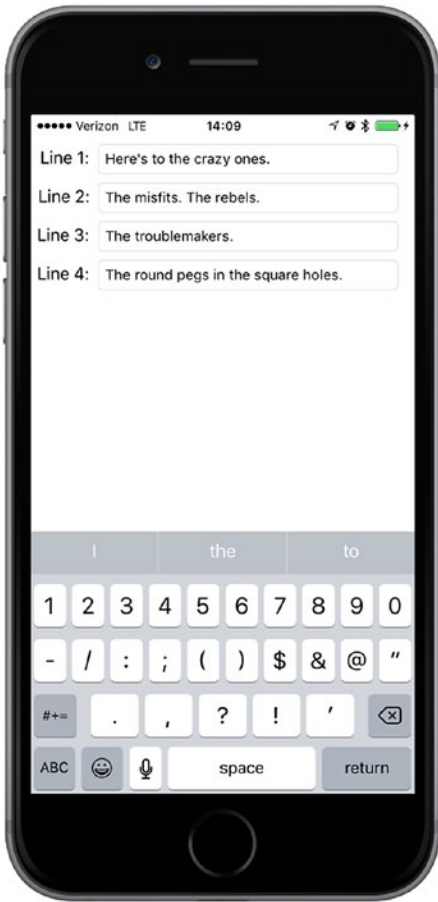 Verizon LTE 14:09
Line 1: Here's to the crazy ones.
Line 2: The misfits. The rebels.
Line 3: The troublemakers.
Line 4: The round pegs in the square holes.
I the to
1 2 3 4 5 6 7 8 9 0
- / : ; ( ) $ & @ "
#+= . , ? ! '
ABC space return